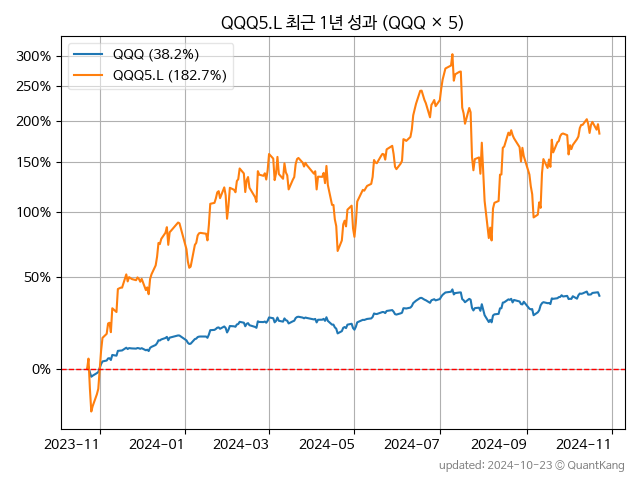 QQQ5.L 최근 1년 성과 (QQQ × 5)
QQQ (38.2%)
QQQ5.L (182.7%)
300%
250%
200%
150%
100%
50%
0%
2023-11 2024-01 2024-03 2024-05 2024-07 2024-09 2024-11
updated: 2024-10-23 ⓒ QuantKang